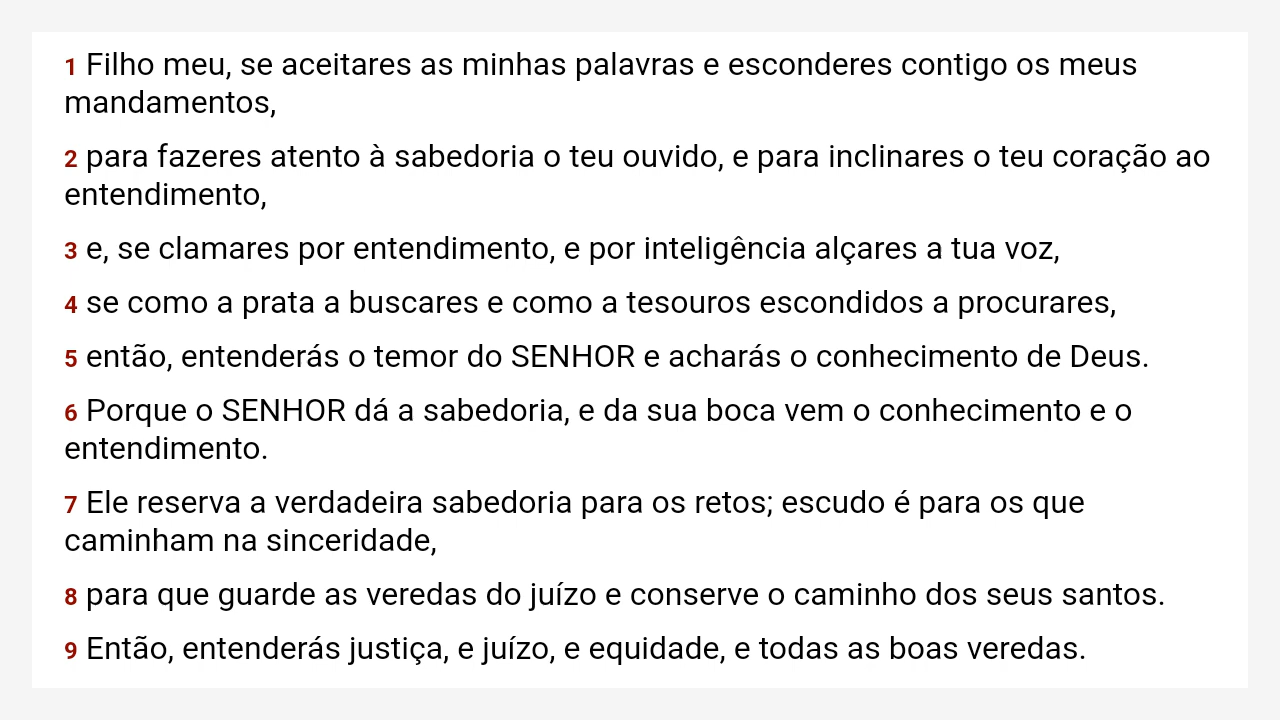 1 Filho meu, se aceitares as minhas palavras e esconderes contigo os meus
mandamentos,
2 para fazeres atento à sabedoria o teu ouvido, e para inclinares o teu coração ao
entendimento,
3 e, se clamares por entendimento, e por inteligência alçares a tua voz,
4 se como a prata a buscares e como a tesouros escondidos a procurares,
5 então, entenderás o temor do SENHOR e acharás o conhecimento de Deus.
6 Porque o SENHOR dá a sabedoria, e da sua boca vem o conhecimento e o
entendimento.
7 Ele reserva a verdadeira sabedoria para os retos; escudo é para os que
caminham na sinceridade,
8 para que guarde as veredas do juízo e conserve o caminho dos seus santos.
9 Então, entenderás justiça, e juízo, e equidade, e todas as boas veredas.